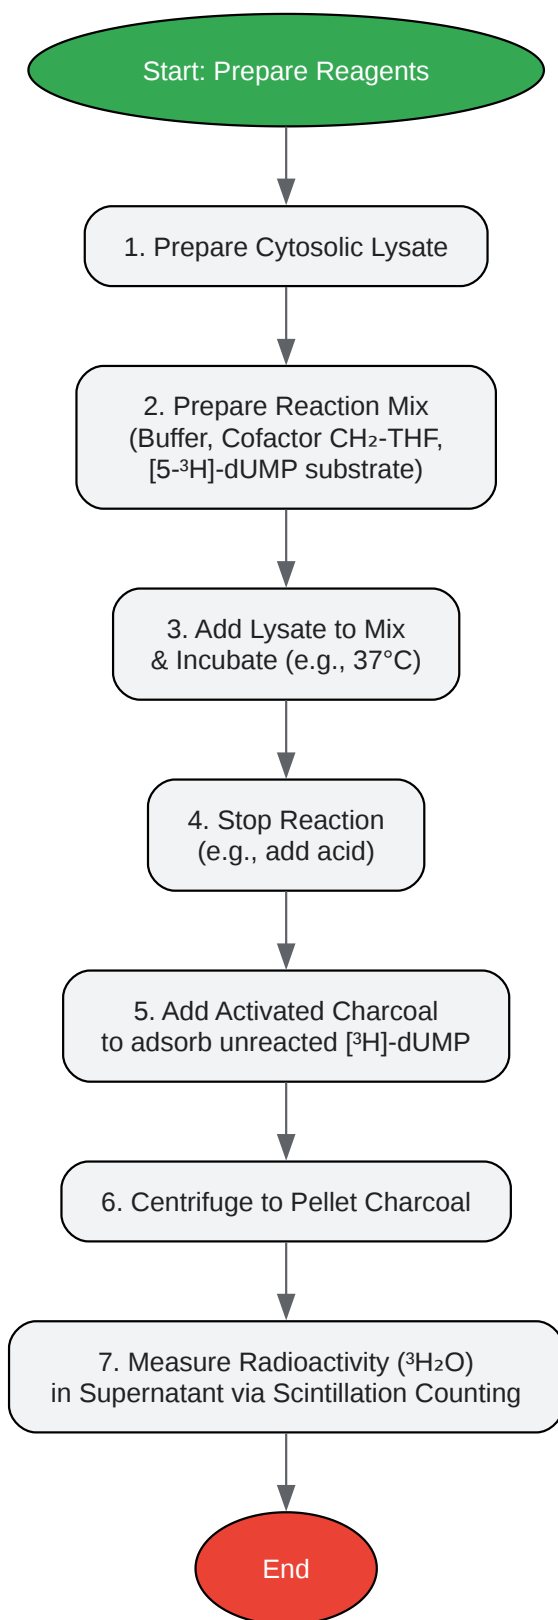 Start: Prepare Reagents
1. Prepare Cytosolic Lysate
2. Prepare Reaction Mix
(Buffer, Cofactor CH₂-THF,
[5-³H]-dUMP substrate)
3. Add Lysate to Mix
& Incubate (e.g., 37°C)
4. Stop Reaction
(e.g., add acid)
5. Add Activated Charcoal
to adsorb unreacted [³H]-dUMP
6. Centrifuge to Pellet Charcoal
7. Measure Radioactivity (³H₂O)
in Supernatant via Scintillation Counting
End